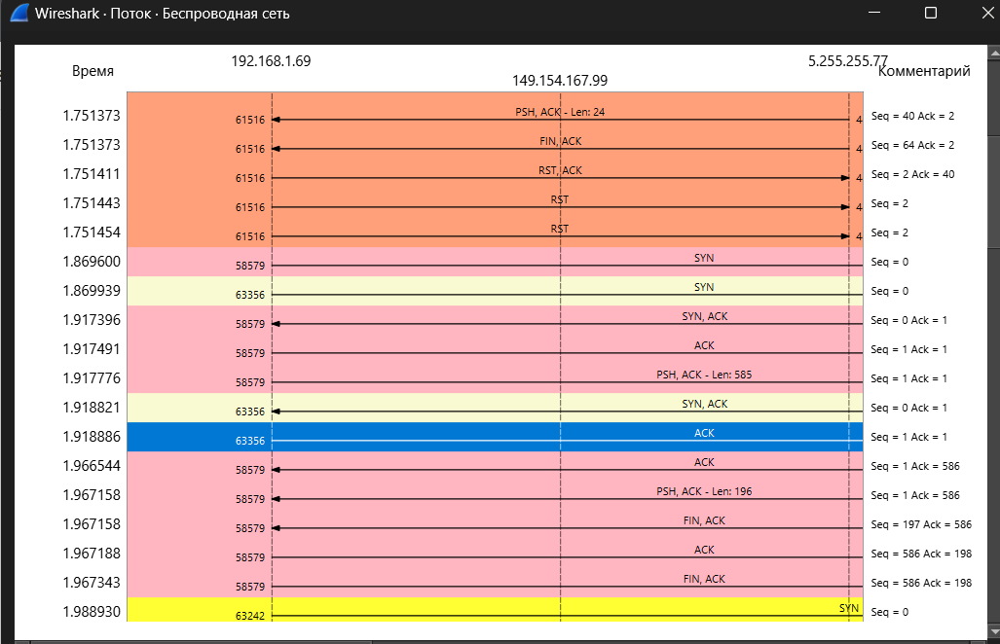 Wireshark · Поток · Беспроводная сеть
192.168.1.69 5.255.255.77
Время 149.154.167.99 Комментарий
1.751373 61516 PSH, ACK - Len: 24 4 Seq = 40 Ack = 2
1.751373 61516 FIN, ACK 4 Seq = 64 Ack = 2
1.751411 61516 RST, ACK 4 Seq = 2 Ack = 40
1.751443 61516 RST 4 Seq = 2
1.751454 61516 RST 4 Seq = 2
1.869600 58579 SYN Seq = 0
1.869939 63356 SYN Seq = 0
1.917396 58579 SYN, ACK Seq = 0 Ack = 1
1.917491 58579 ACK Seq = 1 Ack = 1
1.917776 58579 PSH, ACK - Len: 585 Seq = 1 Ack = 1
1.918821 63356 SYN, ACK Seq = 0 Ack = 1
1.918886 63356 ACK Seq = 1 Ack = 1
1.966544 58579 ACK Seq = 1 Ack = 586
1.967158 58579 PSH, ACK - Len: 196 Seq = 1 Ack = 586
1.967158 58579 FIN, ACK Seq = 197 Ack = 586
1.967188 58579 ACK Seq = 586 Ack = 198
1.967343 58579 FIN, ACK Seq = 586 Ack = 198
1.988930 63242 SYN Seq = 0